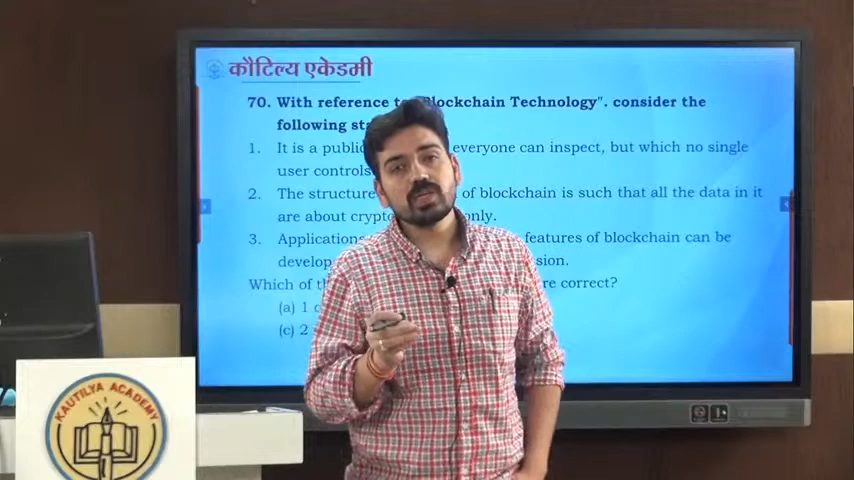 कौटिल्य एकेडमी
70. With reference to "Blockchain Technology". consider the
following sta
1. It is a public everyone can inspect, but which no single
user controls.
2. The structure of blockchain is such that all the data in it
are about crypto only.
3. Applications features of blockchain can be
develop sion.
Which of th re correct?
(a) 1
(c) 2
KAUTILYA ACADEMY